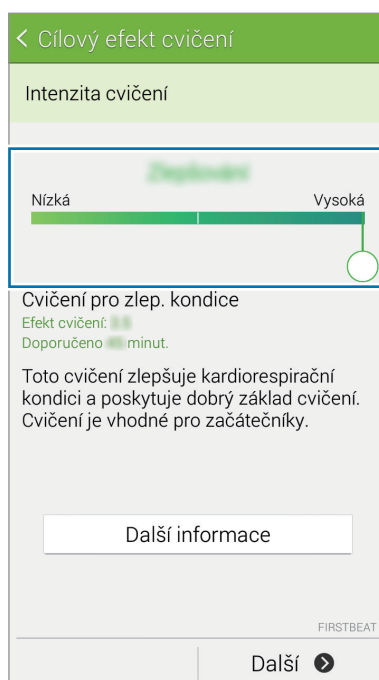 Cílový efekt cvičení
Intenzita cvičení
Nízká Vysoká
Cvičení pro zlep. kondice
Efekt cvičení:
Doporučeno minut.
Toto cvičení zlepšuje kardiorespirační
kondici a poskytuje dobrý základ cvičení.
Cvičení je vhodné pro začátečníky.
Další informace
FIRSTBEAT
Další